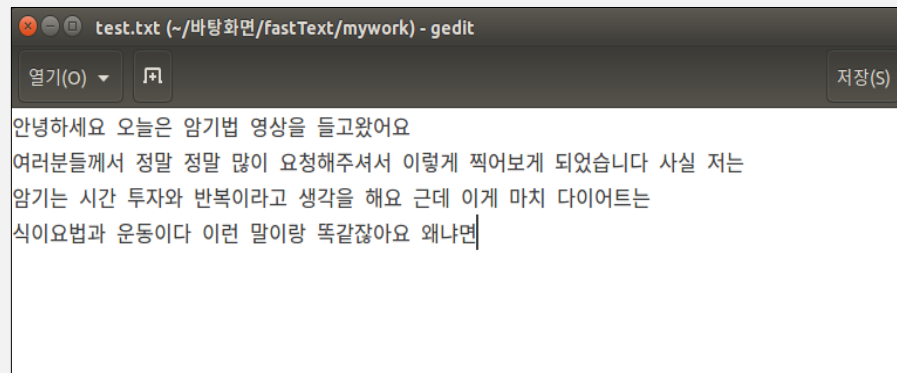 test.txt (~/바탕화면/fastText/mywork) - gedit
열기(O) 저장(S)
안녕하세요 오늘은 암기법 영상을 들고왔어요
여러분들께서 정말 정말 많이 요청해주셔서 이렇게 찍어보게 되었습니다 사실 저는
암기는 시간 투자와 반복이라고 생각을 해요 근데 이게 마치 다이어트는
식이요법과 운동이다 이런 말이랑 똑같잖아요 왜냐면